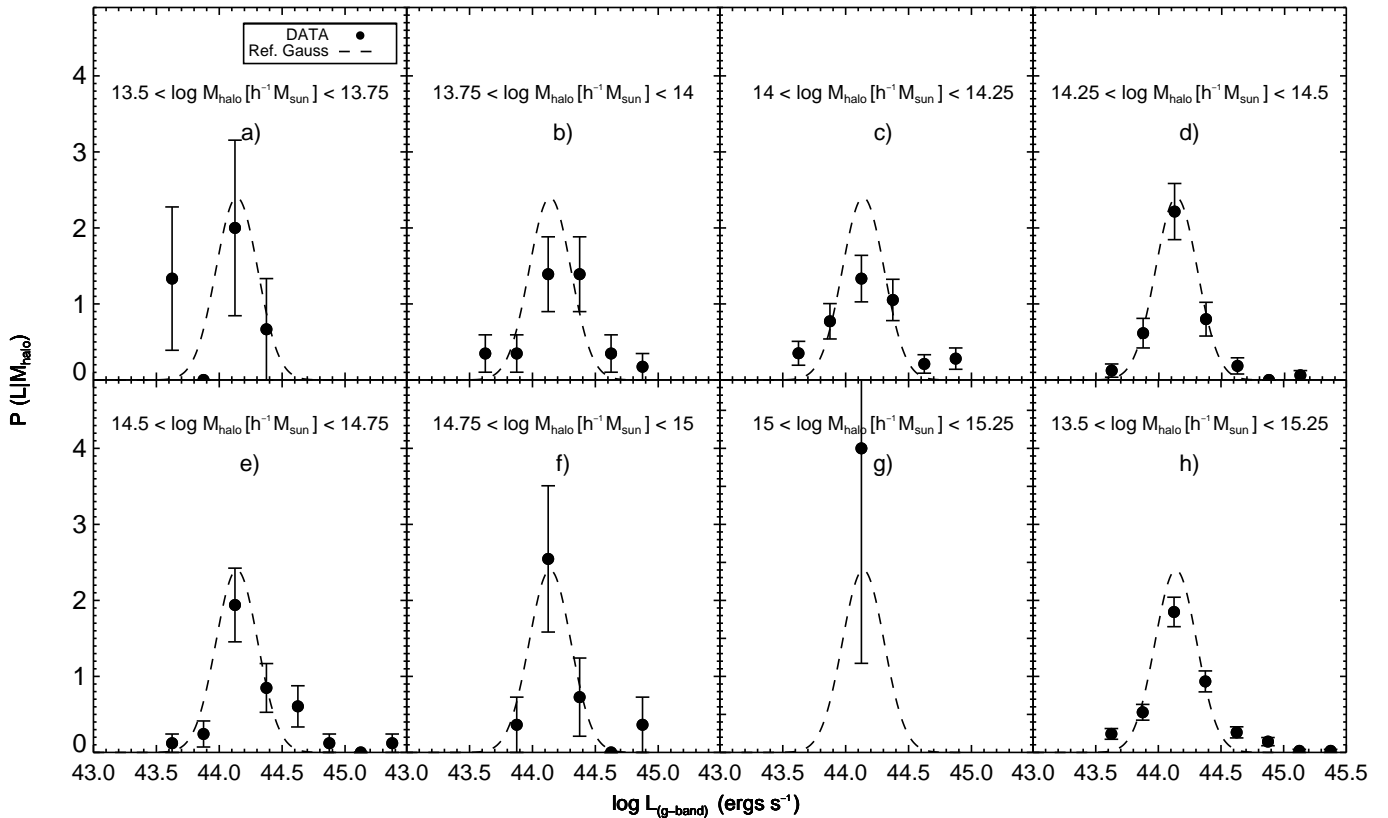 DATA
Ref. Gauss
13.5 < log M_halo [h⁻¹ M_sun] < 13.75
a)
13.75 < log M_halo [h⁻¹ M_sun] < 14
b)
14 < log M_halo [h⁻¹ M_sun] < 14.25
c)
14.25 < log M_halo [h⁻¹ M_sun] < 14.5
d)
4
3
2
1
0
P (L|M_halo)
14.5 < log M_halo [h⁻¹ M_sun] < 14.75
e)
14.75 < log M_halo [h⁻¹ M_sun] < 15
f)
15 < log M_halo [h⁻¹ M_sun] < 15.25
g)
13.5 < log M_halo [h⁻¹ M_sun] < 15.25
h)
4
3
2
1
0
43.0 43.5 44.0 44.5 45.0 43.0 43.5 44.0 44.5 45.0 43.0 43.5 44.0 44.5 45.0 43.0 43.5 44.0 44.5 45.0 45.5
log L_(g−band) (ergs s⁻¹)